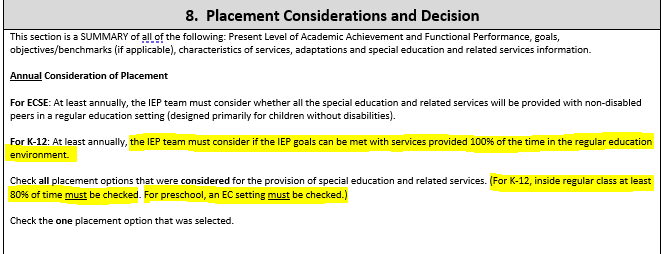 8. Placement Considerations and Decision
This section is a SUMMARY of all of the following: Present Level of Academic Achievement and Functional Performance, goals,
objectives/benchmarks (if applicable), characteristics of services, adaptations and special education and related services information.
Annual Consideration of Placement
For ECSE: At least annually, the IEP team must consider whether all the special education and related services will be provided with non-disabled
peers in a regular education setting (designed primarily for children without disabilities).
For K-12: At least annually, the IEP team must consider if the IEP goals can be met with services provided 100% of the time in the regular education
environment.
Check all placement options that were considered for the provision of special education and related services. (For K-12, inside regular class at least
80% of time must be checked. For preschool, an EC setting must be checked.)
Check the one placement option that was selected.